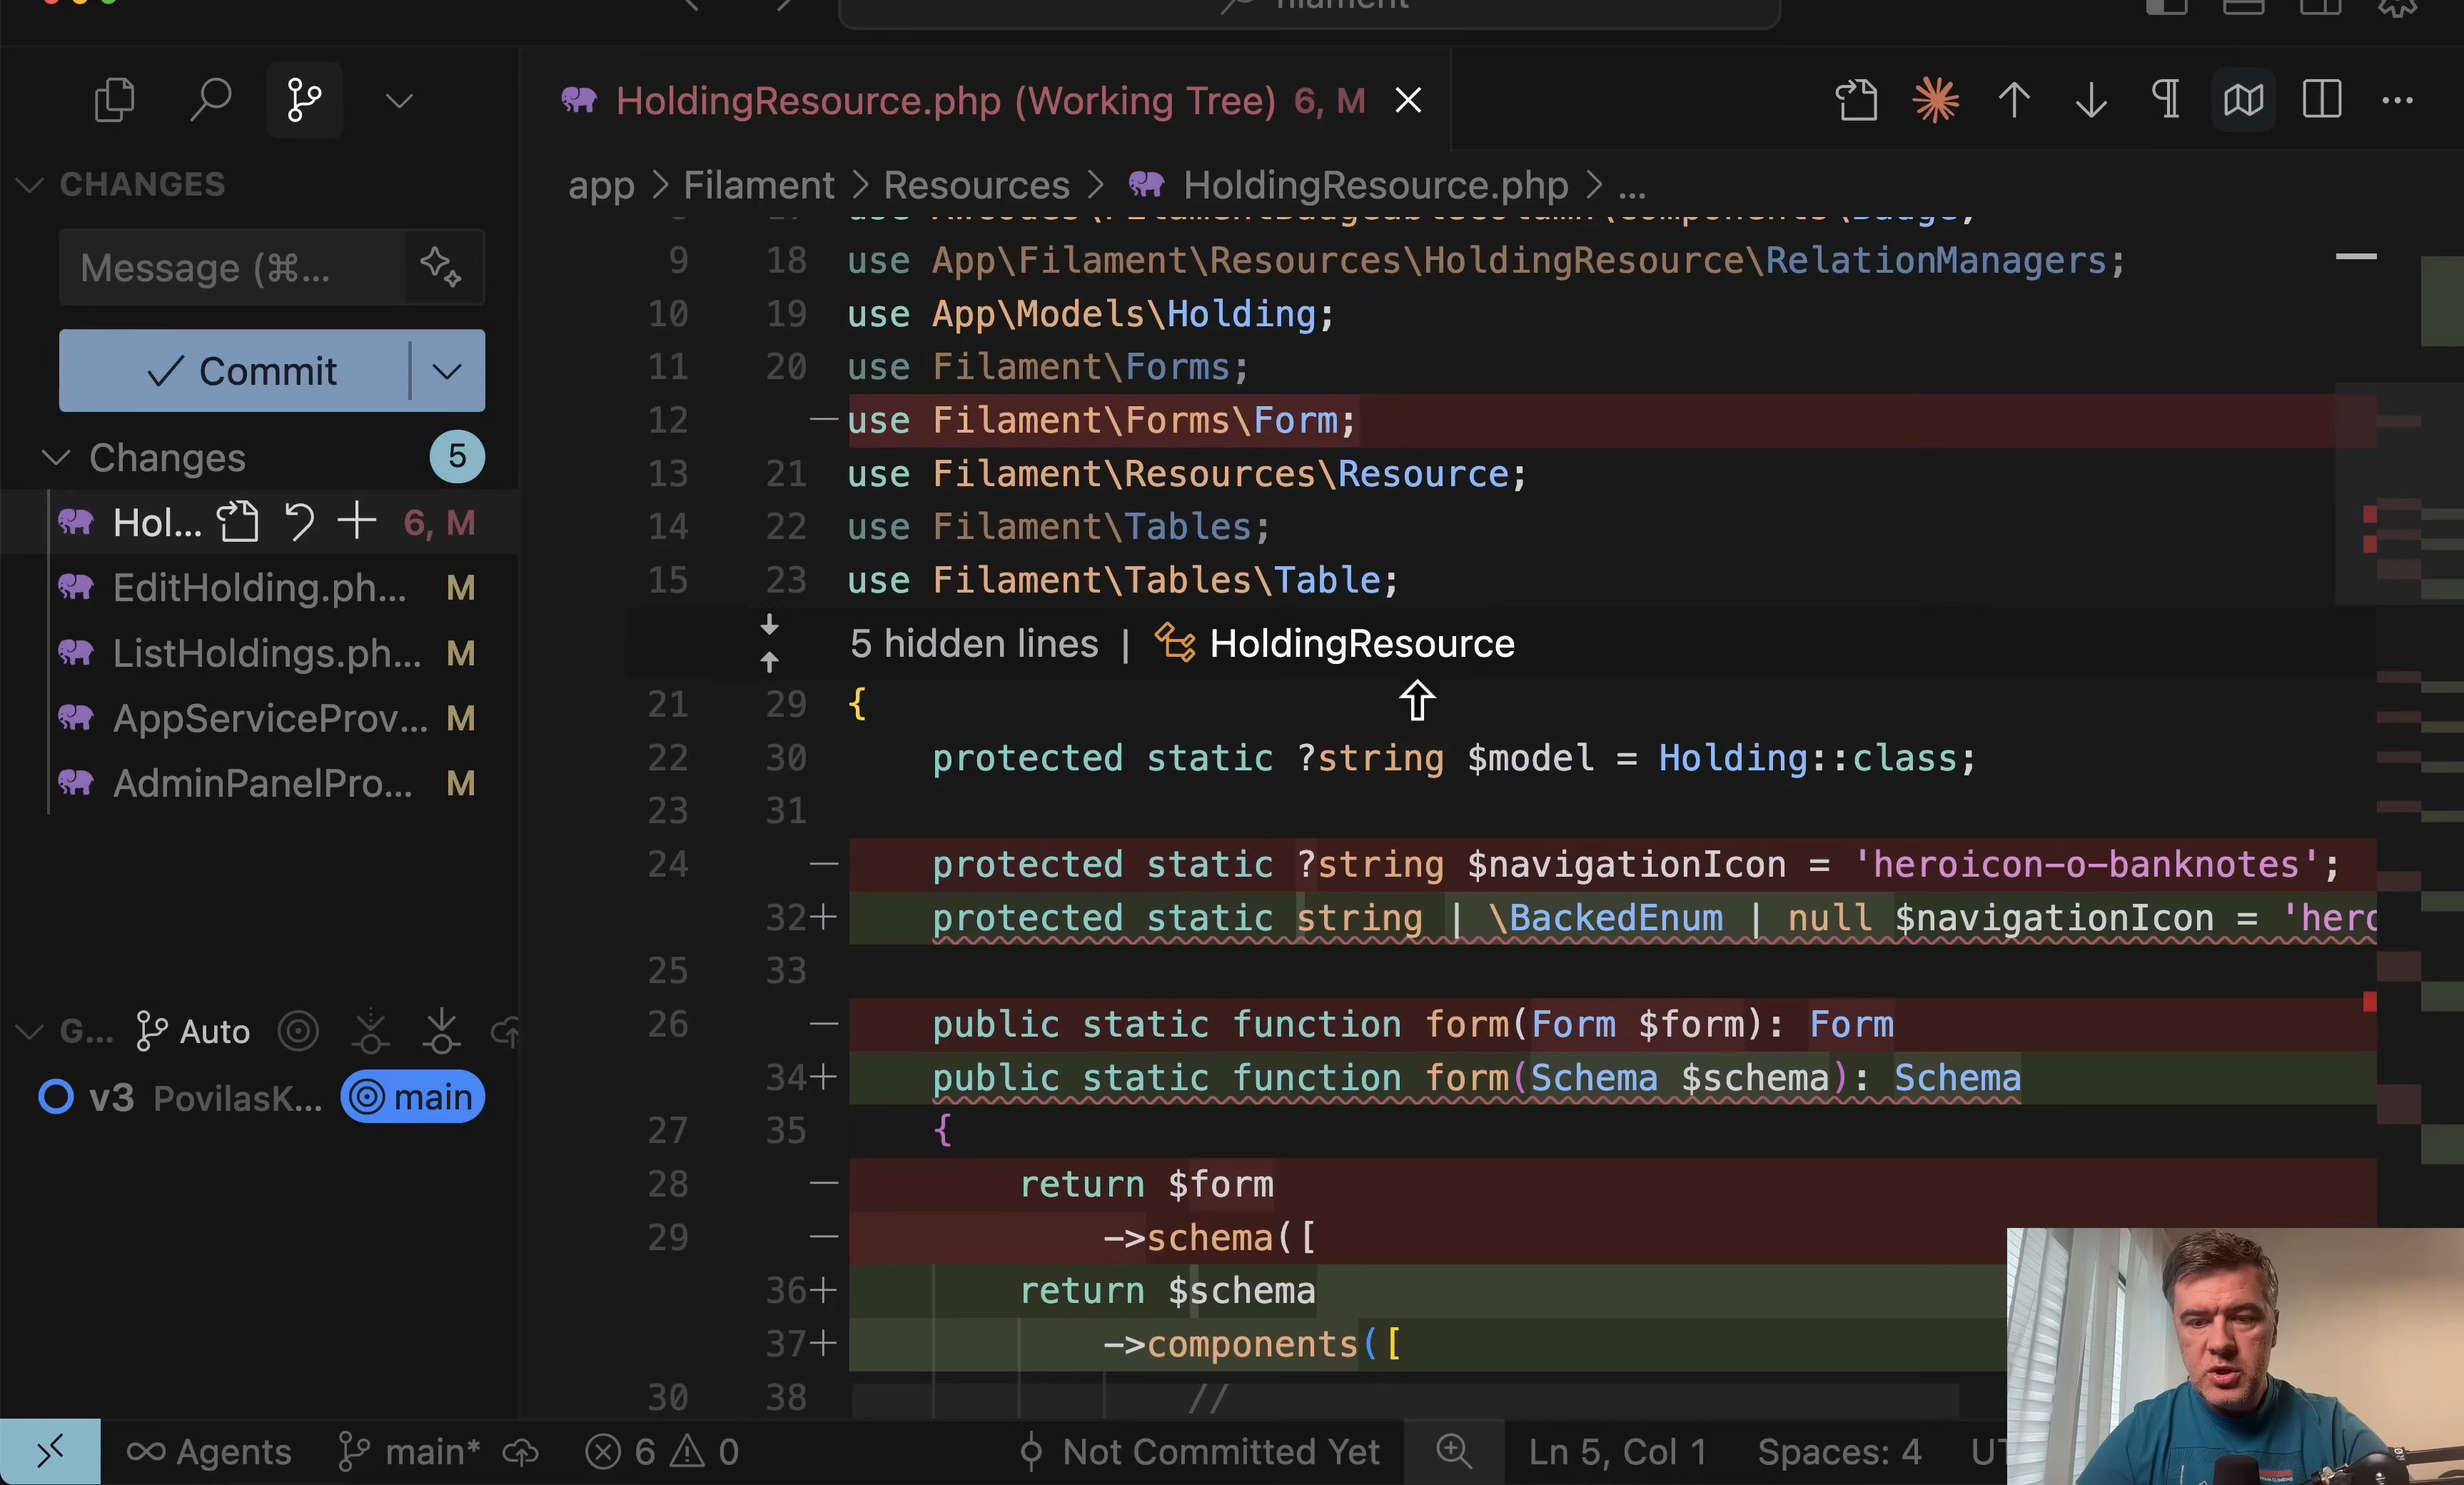 filament
HoldingResource.php (Working Tree) 6, M
CHANGES
Message (⌘...
Commit
Changes 5
Hol... 6, M
EditHolding.ph... M
ListHoldings.ph... M
AppServiceProv... M
AdminPanelPro... M
G... Auto
v3 PovilasK... main
app > Filament > Resources > HoldingResource.php > ...
use Awcodes\FilamentBadgeableColumn\Components\Badge;
9 18 use App\Filament\Resources\HoldingResource\RelationManagers;
10 19 use App\Models\Holding;
11 20 use Filament\Forms;
12 — use Filament\Forms\Form;
13 21 use Filament\Resources\Resource;
14 22 use Filament\Tables;
15 23 use Filament\Tables\Table;
5 hidden lines | HoldingResource
21 29 {
22 30 protected static ?string $model = Holding::class;
23 31
24 — protected static ?string $navigationIcon = 'heroicon-o-banknotes';
32+ protected static string | \BackedEnum | null $navigationIcon = 'hero
25 33
26 — public static function form(Form $form): Form
34+ public static function form(Schema $schema): Schema
27 35 {
28 — return $form
29 — ->schema([
36+ return $schema
37+ ->components([
30 38 //
Agents main* 6 0 Not Committed Yet Ln 5, Col 1 Spaces: 4